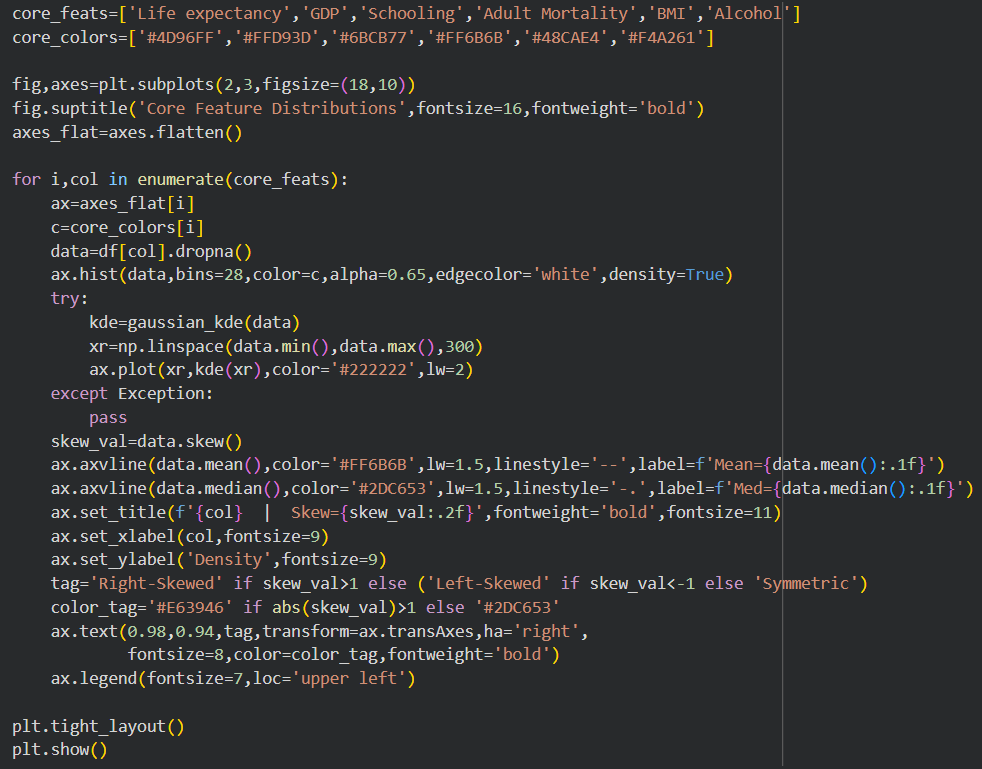 core_feats=['Life expectancy','GDP','Schooling','Adult Mortality','BMI','Alcohol']
core_colors=['#4D96FF','#FFD93D','#6BCB77','#FF6B6B','#48CAE4','#F4A261']

fig,axes=plt.subplots(2,3,figsize=(18,10))
fig.suptitle('Core Feature Distributions',fontsize=16,fontweight='bold')
axes_flat=axes.flatten()

for i,col in enumerate(core_feats):
    ax=axes_flat[i]
    c=core_colors[i]
    data=df[col].dropna()
    ax.hist(data,bins=28,color=c,alpha=0.65,edgecolor='white',density=True)
    try:
        kde=gaussian_kde(data)
        xr=np.linspace(data.min(),data.max(),300)
        ax.plot(xr,kde(xr),color='#222222',lw=2)
    except Exception:
        pass
    skew_val=data.skew()
    ax.axvline(data.mean(),color='#FF6B6B',lw=1.5,linestyle='--',label=f'Mean={data.mean():.1f}')
    ax.axvline(data.median(),color='#2DC653',lw=1.5,linestyle='-.',label=f'Med={data.median():.1f}')
    ax.set_title(f'{col}  |  Skew={skew_val:.2f}',fontweight='bold',fontsize=11)
    ax.set_xlabel(col,fontsize=9)
    ax.set_ylabel('Density',fontsize=9)
    tag='Right-Skewed' if skew_val>1 else ('Left-Skewed' if skew_val<-1 else 'Symmetric')
    color_tag='#E63946' if abs(skew_val)>1 else '#2DC653'
    ax.text(0.98,0.94,tag,transform=ax.transAxes,ha='right',
            fontsize=8,color=color_tag,fontweight='bold')
    ax.legend(fontsize=7,loc='upper left')

plt.tight_layout()
plt.show()